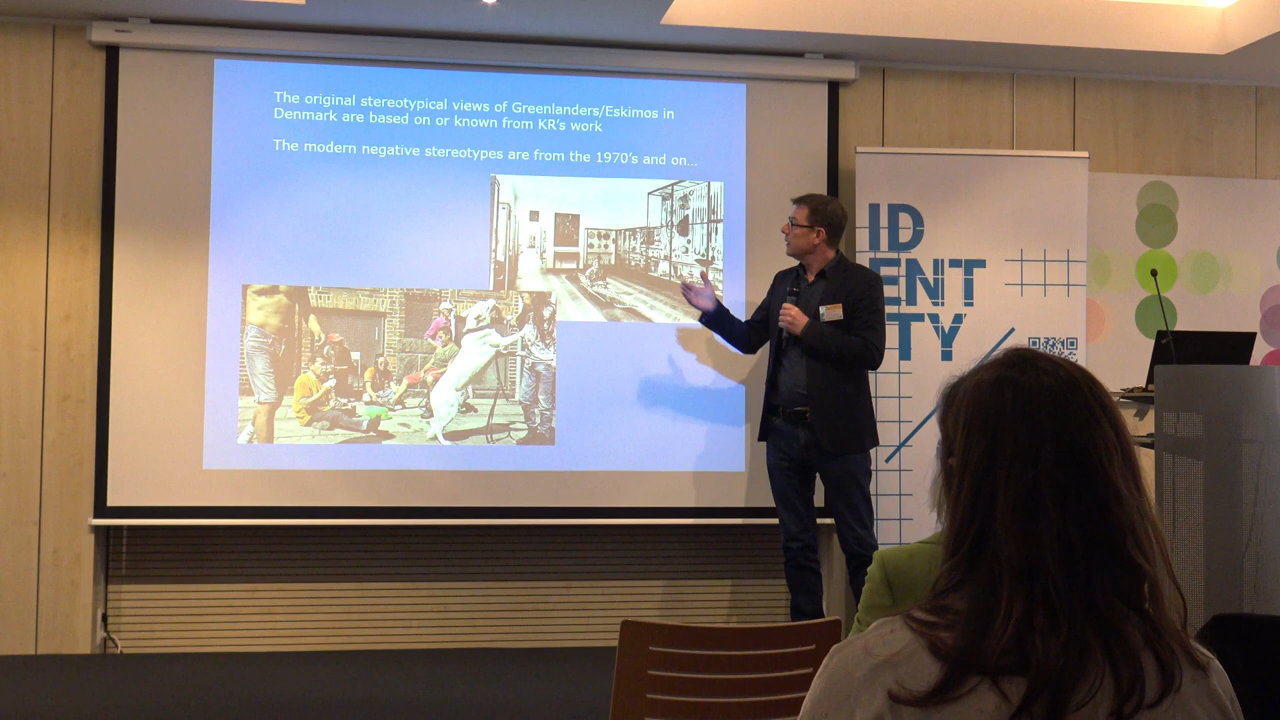 The original stereotypical views of Greenlanders/Eskimos in
Denmark are based on or known from KR's work
The modern negative stereotypes are from the 1970's and on...
ID
ENT
TY